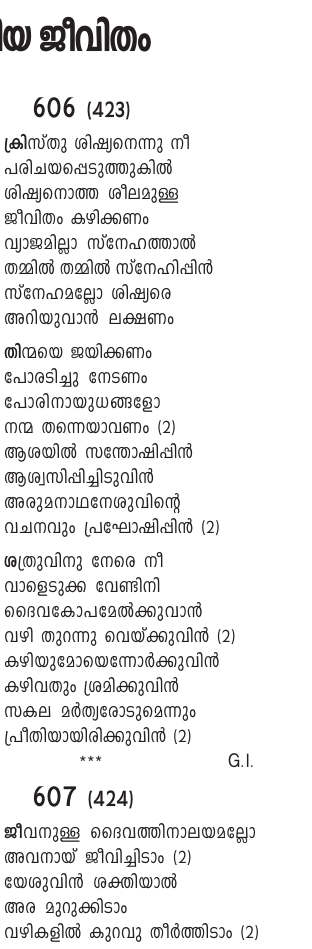 ജീവിതം
606 (423)
ക്രിസ്തു ശിഷ്യനെന്നു നീ
പരിചയപ്പെടുത്തുകിൽ
ശിഷ്യനൊത്ത ശീലമുള്ള
ജീവിതം കഴിക്കണം
വ്യാജമില്ലാ സ്നേഹത്താൽ
തമ്മിൽ തമ്മിൽ സ്നേഹിപ്പിൻ
സ്നേഹമല്ലോ ശിഷ്യരെ
അറിയുവാൻ ലക്ഷണം
തിന്മയെ ജയിക്കണം
പോരടിച്ചു നേടണം
പോരിനായുധങ്ങളോ
നന്മ തന്നെയാവണം (2)
ആശയിൽ സന്തോഷിപ്പിൻ
ആശ്വസിപ്പിച്ചിടുവിൻ
അരുമനാഥനേശുവിന്റെ
വചനവും പ്രഘോഷിപ്പിൻ (2)
ശത്രുവിനു നേരെ നീ
വാളെടുക്ക വേണ്ടിനി
ദൈവകോപമേൽക്കുവാൻ
വഴി തുറന്നു വെയ്ക്കുവിൻ (2)
കഴിയുമോയെന്നോർക്കുവിൻ
കഴിവതും ശ്രമിക്കുവിൻ
സകല മർത്വരോടുമെന്നും
പ്രീതിയായിരിക്കുവിൻ (2)
*** G.I.
607 (424)
ജീവനുള്ള ദൈവത്തിനാലയമല്ലോ
അവനായ് ജീവിച്ചിടാം (2)
യേശുവിൻ ശക്തിയാൽ
അര മുറുക്കിടാം
വഴികളിൽ കുറവു തീർത്തിടാം (2)